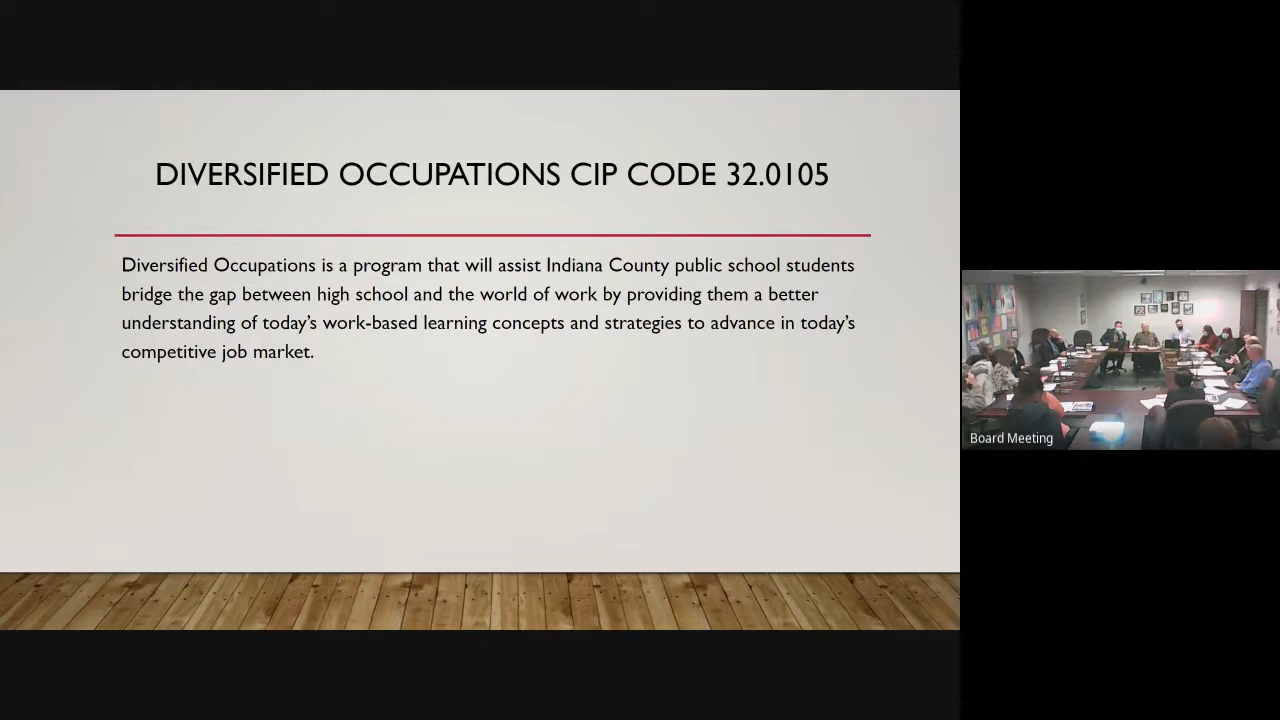 DIVERSIFIED OCCUPATIONS CIP CODE 32.0105
Diversified Occupations is a program that will assist Indiana County public school students
bridge the gap between high school and the world of work by providing them a better
understanding of today’s work-based learning concepts and strategies to advance in today’s
competitive job market.
Board Meeting